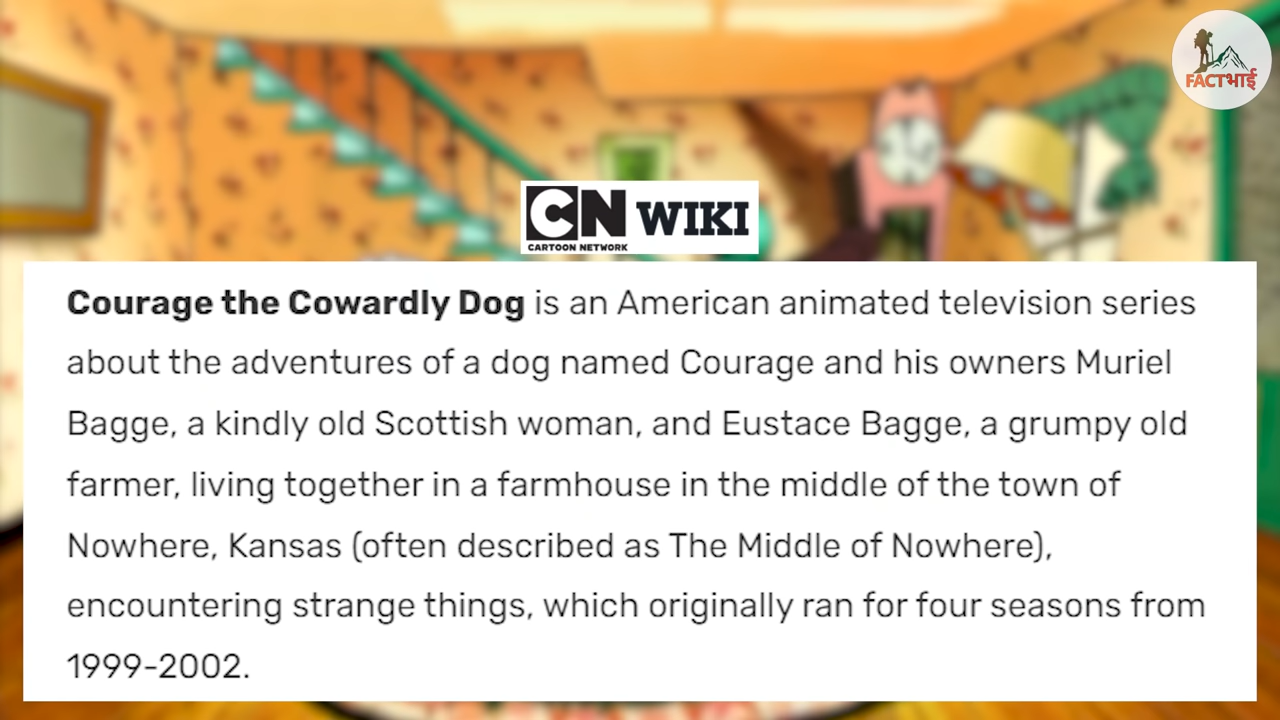 FACTभाई
CN WIKI
CARTOON NETWORK
Courage the Cowardly Dog is an American animated television series
about the adventures of a dog named Courage and his owners Muriel
Bagge, a kindly old Scottish woman, and Eustace Bagge, a grumpy old
farmer, living together in a farmhouse in the middle of the town of
Nowhere, Kansas (often described as The Middle of Nowhere),
encountering strange things, which originally ran for four seasons from
1999-2002.